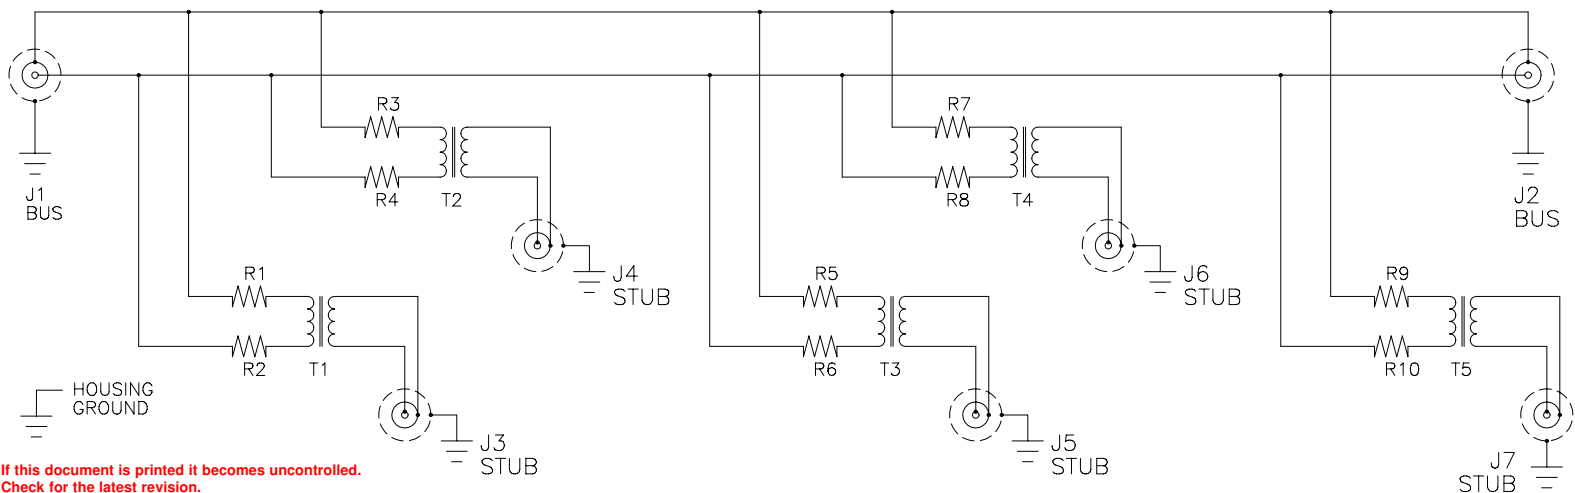 R3
R7
R4
T2
R8
T4
J1
BUS
J2
BUS
R1
J4
STUB
R5
J6
STUB
R9
R2
T1
R6
T3
R10
T5
HOUSING
GROUND
J3
STUB
J5
STUB
J7
STUB
If this document is printed it becomes uncontrolled.
Check for the latest revision.